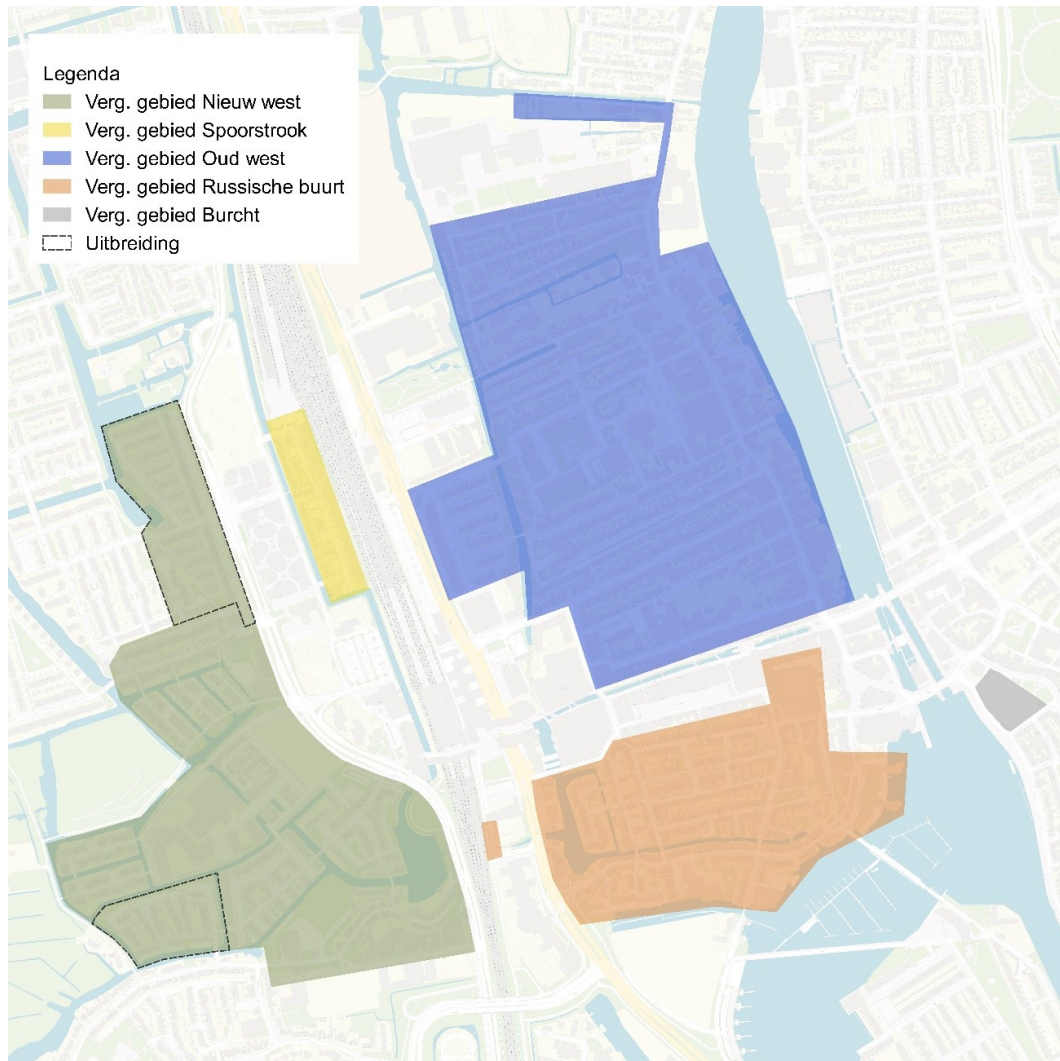 Legenda
Verg. gebied Nieuw west
Verg. gebied Spoorstrook
Verg. gebied Oud west
Verg. gebied Russische buurt
Verg. gebied Burcht
Uitbreiding